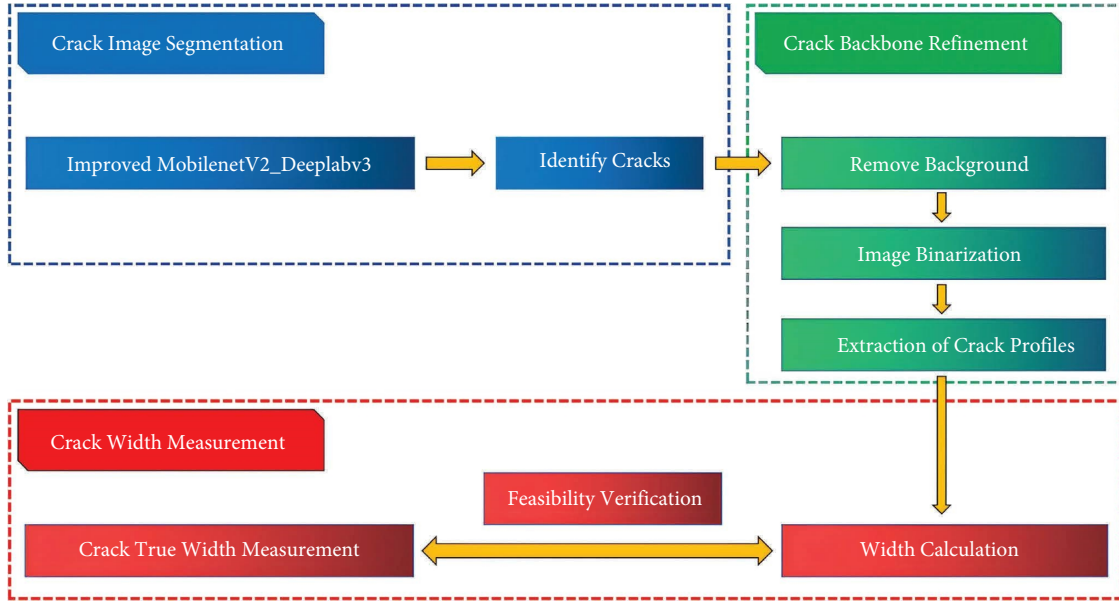 Crack Image Segmentation
Improved MobilenetV2_Deeplabv3
Identify Cracks
Crack Backbone Refinement
Remove Background
Image Binarization
Extraction of Crack Profiles
Crack Width Measurement
Feasibility Verification
Crack True Width Measurement
Width Calculation